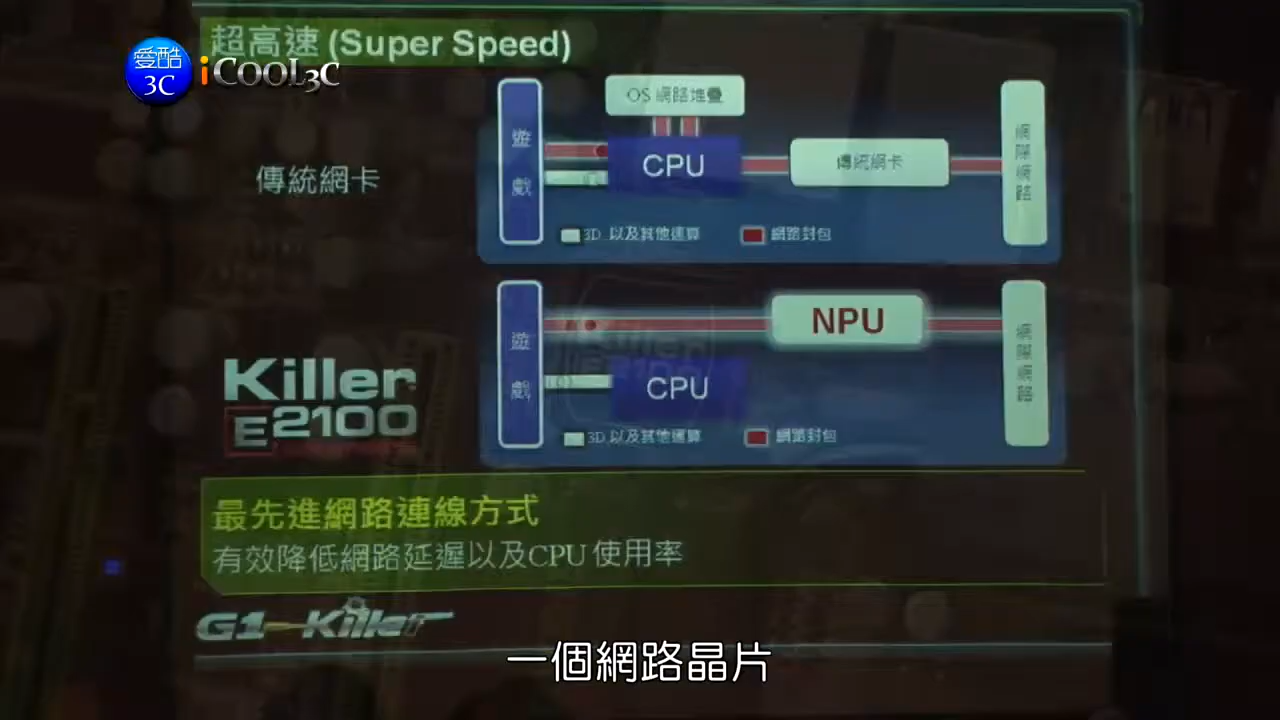 超高速 (Super Speed)
愛酷
3C
iCOOL3C
傳統網卡
遊戲
OS 網路堆疊
CPU
傳統網卡
網際網路
3D 以及其他運算
網路封包
Killer
E2100
遊戲
NPU
CPU
網際網路
3D 以及其他運算
網路封包
最先進網路連線方式
有效降低網路延遲以及CPU 使用率
G1-Killer
一個網路晶片